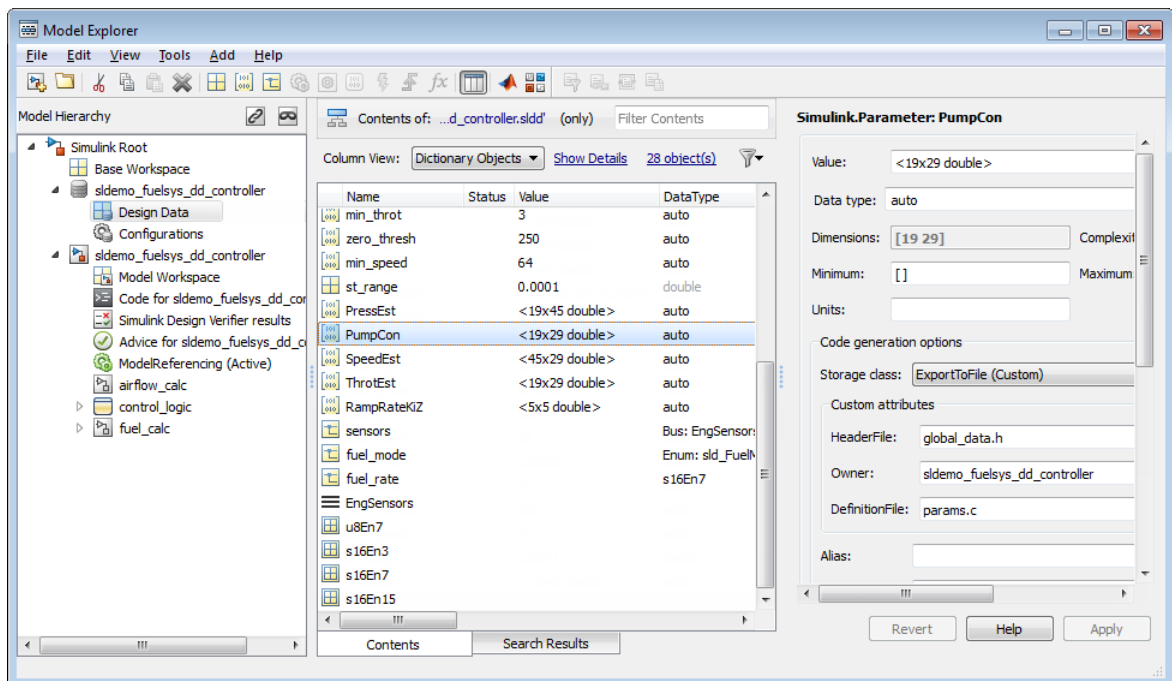 Model Explorer
File Edit View Tools Add Help
Model Hierarchy
Simulink Root
Base Workspace
sldemo_fuelsys_dd_controller
Design Data
Configurations
sldemo_fuelsys_dd_controller
Model Workspace
Code for sldemo_fuelsys_dd_cor
Simulink Design Verifier results
Advice for sldemo_fuelsys_dd_c
ModelReferencing (Active)
airflow_calc
control_logic
fuel_calc
Contents of: ...d_controller.sldd' (only) Filter Contents
Column View: Dictionary Objects Show Details 28 object(s)
Name Status Value DataType
min_throt 3 auto
zero_thresh 250 auto
min_speed 64 auto
st_range 0.0001 double
PressEst <19x45 double> auto
PumpCon <19x29 double> auto
SpeedEst <45x29 double> auto
ThrotEst <19x29 double> auto
RampRateKiZ <5x5 double> auto
sensors Bus: EngSensor:
fuel_mode Enum: sld_FuelM
fuel_rate s16En7
EngSensors
u8En7
s16En3
s16En7
s16En15
Contents Search Results
Simulink.Parameter: PumpCon
Value: <19x29 double>
Data type: auto
Dimensions: [19 29] Complexit
Minimum: [] Maximum:
Units:
Code generation options
Storage class: ExportToFile (Custom)
Custom attributes
HeaderFile: global_data.h
Owner: sldemo_fuelsys_dd_controller
DefinitionFile: params.c
Alias:
Revert Help Apply